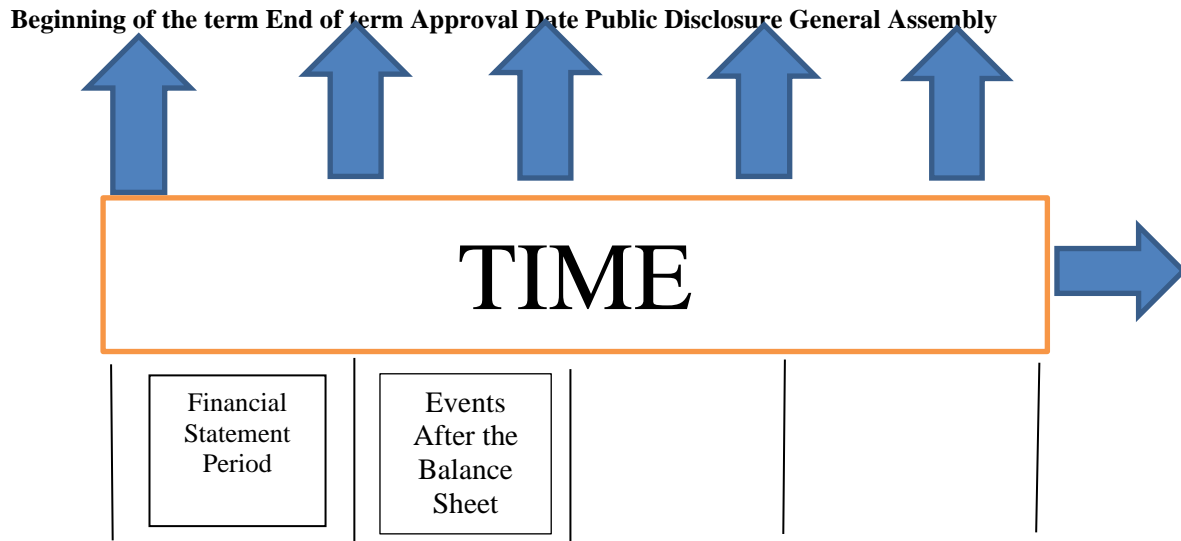 Beginning of the term End of term Approval Date Public Disclosure General Assembly
TIME
Financial
Statement
Period
Events
After the
Balance
Sheet